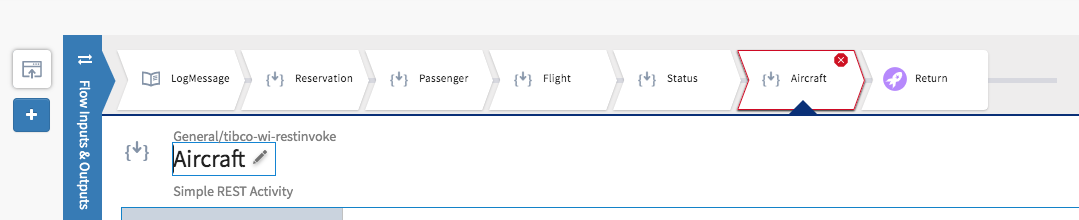 Flow Inputs & Outputs
LogMessage
Reservation
Passenger
Flight
Status
Aircraft
Return
General/tibco-wi-restinvoke
Aircraft
Simple REST Activity